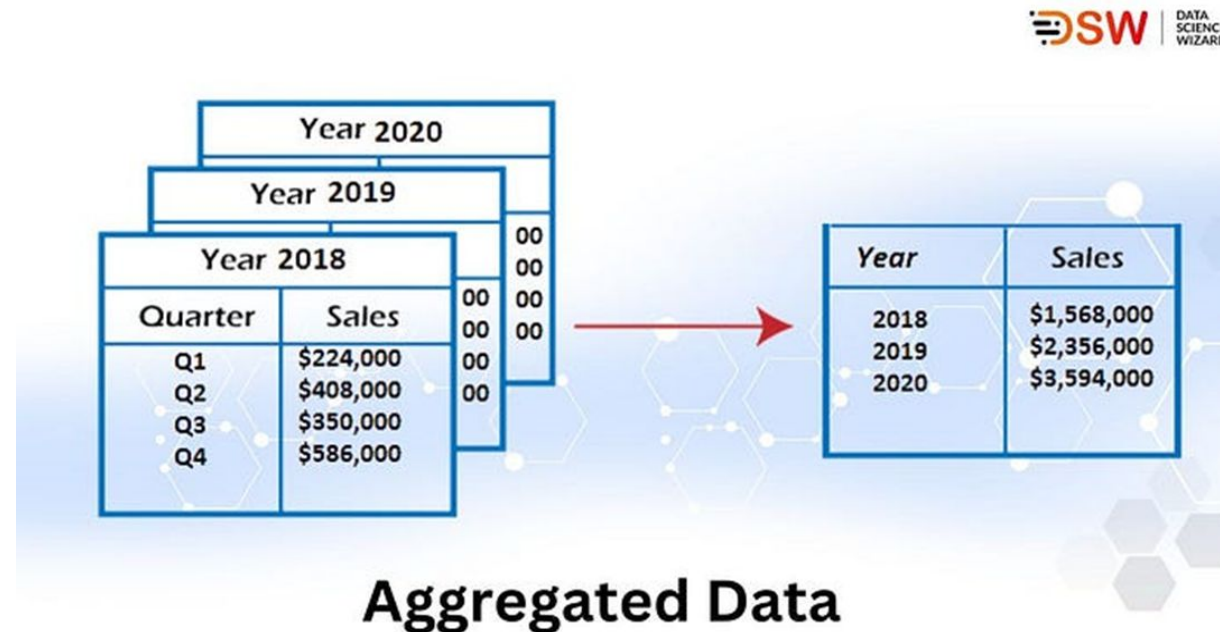 DSW
DATA
SCIENC
WIZAR
Year 2020
Year 2019
00
00
00
00
Year 2018
Quarter Sales
00
00
00
00
Q1 $224,000
Q2 $408,000
Q3 $350,000
Q4 $586,000
Year Sales
2018 $1,568,000
2019 $2,356,000
2020 $3,594,000
Aggregated Data